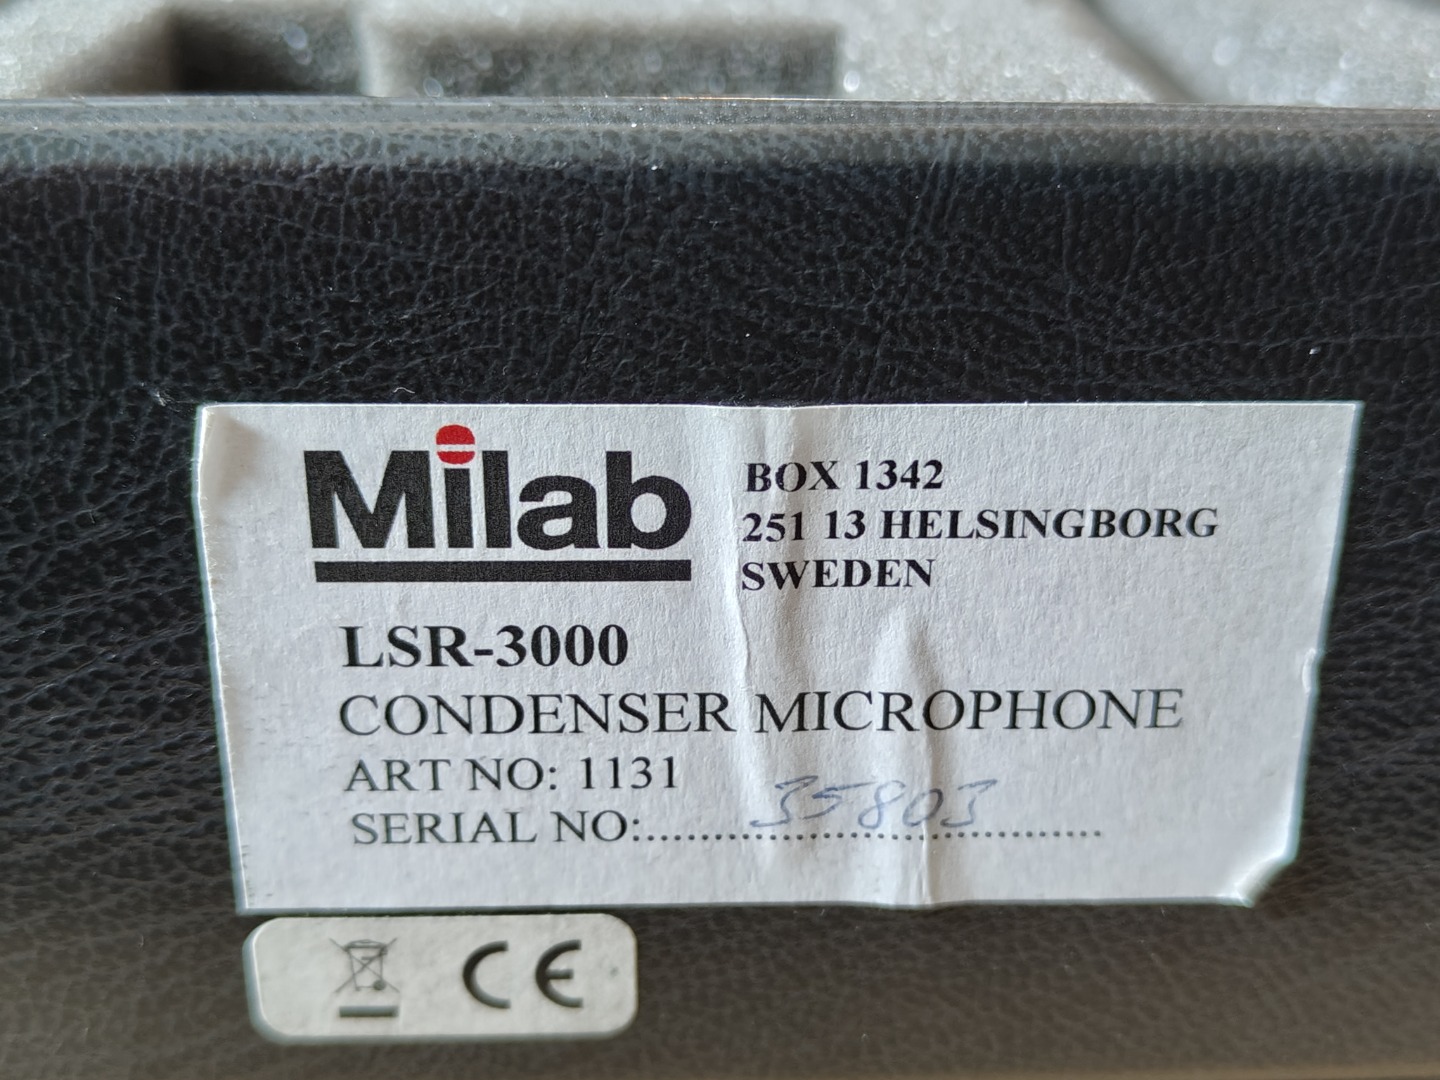 Milab
BOX 1342
251 13 HELSINGBORG
SWEDEN
LSR-3000
CONDENSER MICROPHONE
ART NO: 1131
SERIAL NO:..........35803..........
CE